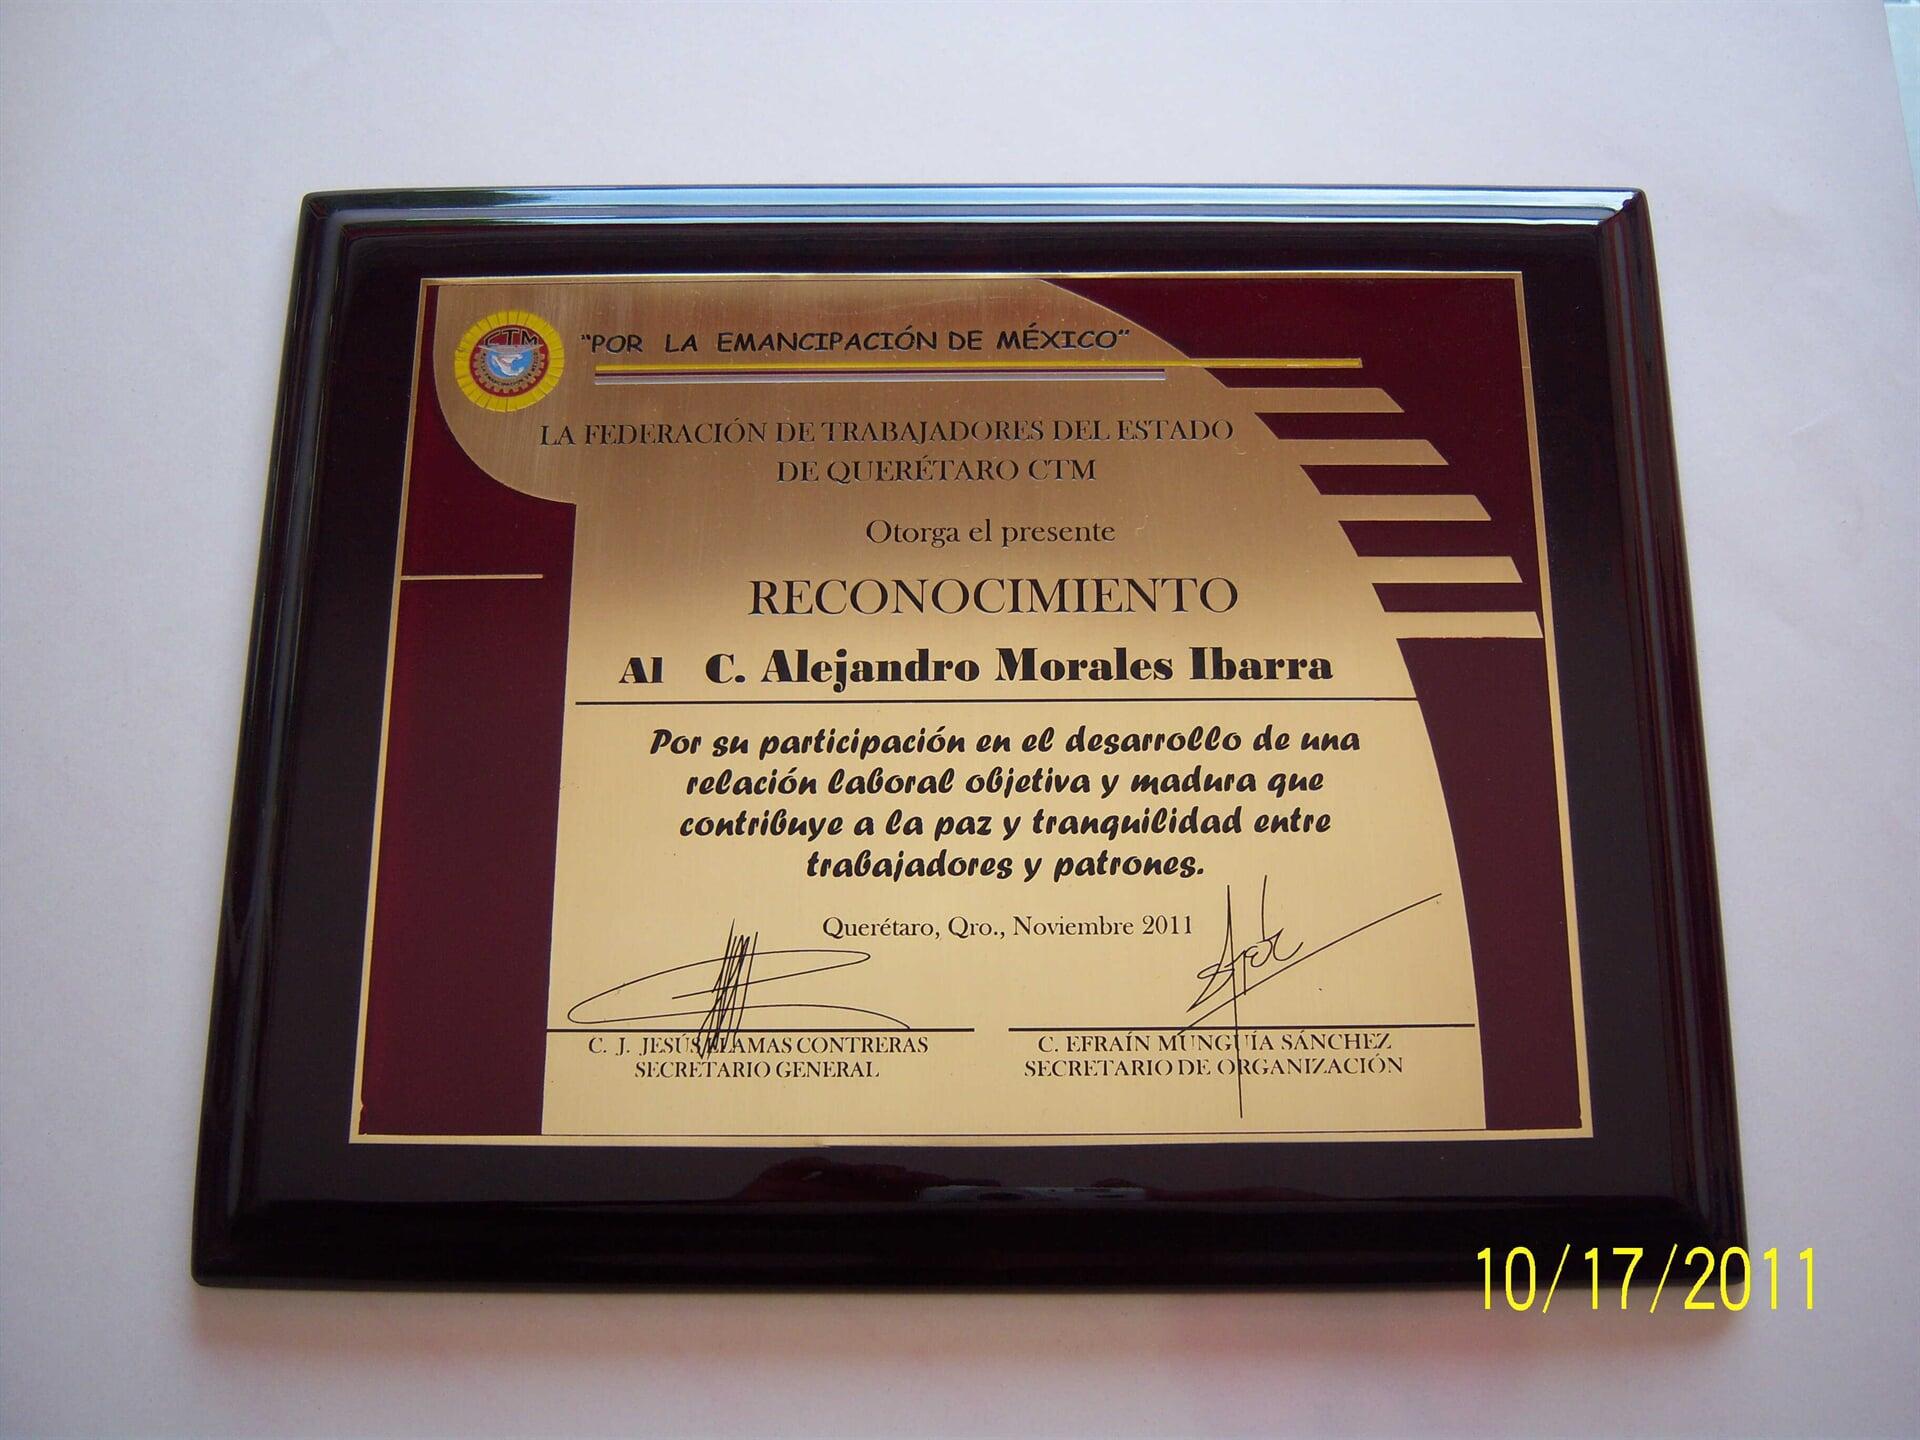 CTM
"POR LA EMANCIPACIÓN DE MÉXICO"
LA FEDERACIÓN DE TRABAJADORES DEL ESTADO
DE QUERÉTARO CTM
Otorga el presente
RECONOCIMIENTO
Al C. Alejandro Morales Ibarra
Por su participación en el desarrollo de una
relación laboral objetiva y madura que
contribuye a la paz y tranquilidad entre
trabajadores y patrones.
Querétaro, Qro., Noviembre 2011
C. J. JESÚS LLAMAS CONTRERAS
SECRETARIO GENERAL
C. EFRAÍN MUNGUÍA SÁNCHEZ
SECRETARIO DE ORGANIZACIÓN
10/17/2011